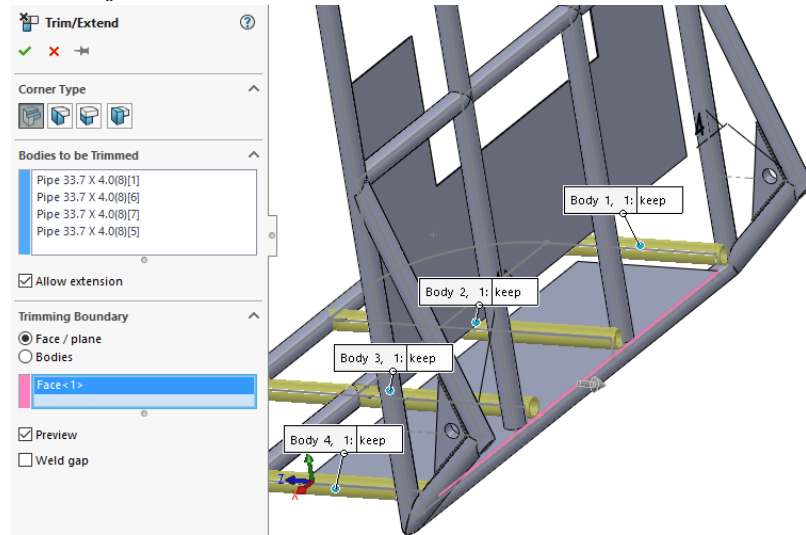 Trim/Extend
Corner Type
Bodies to be Trimmed
Pipe 33.7 X 4.0(8)[1]
Pipe 33.7 X 4.0(8)[6]
Pipe 33.7 X 4.0(8)[7]
Pipe 33.7 X 4.0(8)[5]
Allow extension
Trimming Boundary
Face / plane
Bodies
Face<1>
Preview
Weld gap
Body 1, 1: keep
Body 2, 1: keep
Body 3, 1: keep
Body 4, 1: keep
4
Z
X